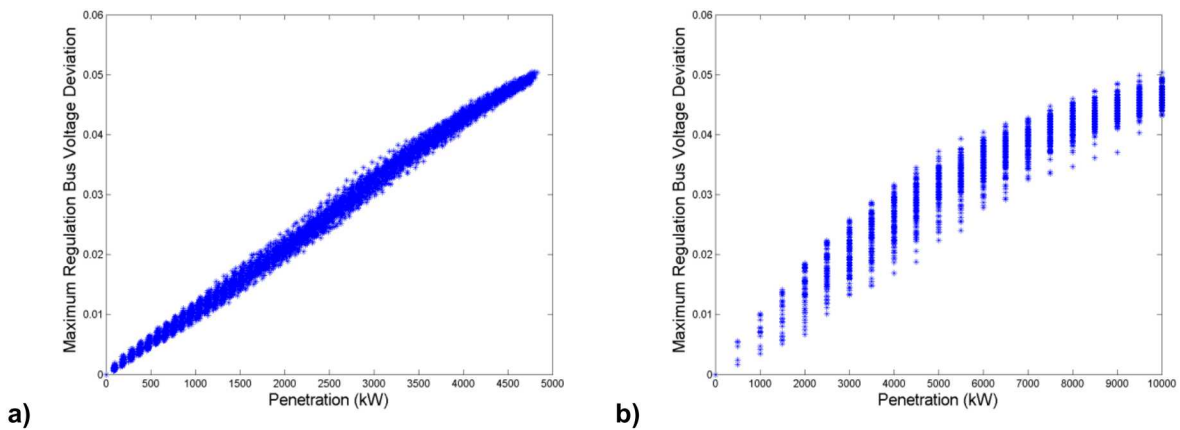 0.06
0.05
0.04
0.03
0.02
0.01
0
Maximum Regulation Bus Voltage Deviation
0 500 1000 1500 2000 2500 3000 3500 4000 4500 5000
Penetration (kW)
a)
0.06
0.05
0.04
0.03
0.02
0.01
0
Maximum Regulation Bus Voltage Deviation
0 1000 2000 3000 4000 5000 6000 7000 8000 9000 10000
Penetration (kW)
b)